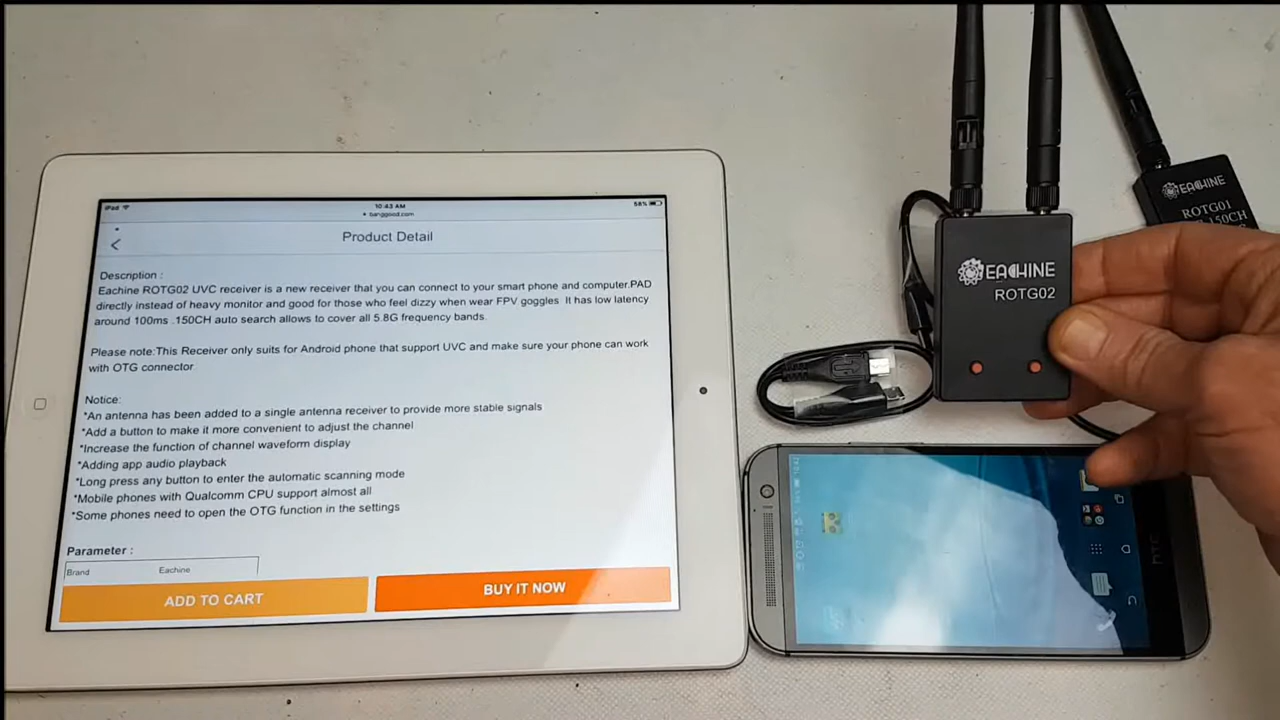 iPad
10:43 AM
58%
banggood.com
Product Detail
Description :
Eachine ROTG02 UVC receiver is a new receiver that you can connect to your smart phone and computer,PAD
directly instead of heavy monitor and good for those who feel dizzy when wear FPV goggles. It has low latency
around 100ms .150CH auto search allows to cover all 5.8G frequency bands.
Please note:This Receiver only suits for Android phone that support UVC and make sure your phone can work
with OTG connector
Notice:
*An antenna has been added to a single antenna receiver to provide more stable signals
*Add a button to make it more convenient to adjust the channel
*Increase the function of channel waveform display
*Adding app audio playback
*Long press any button to enter the automatic scanning mode
*Mobile phones with Qualcomm CPU support almost all
*Some phones need to open the OTG function in the settings
Parameter :
Brand Eachine
ADD TO CART
BUY IT NOW
EACHINE
ROTG02
EACHINE
ROTG01
150CH
hTC